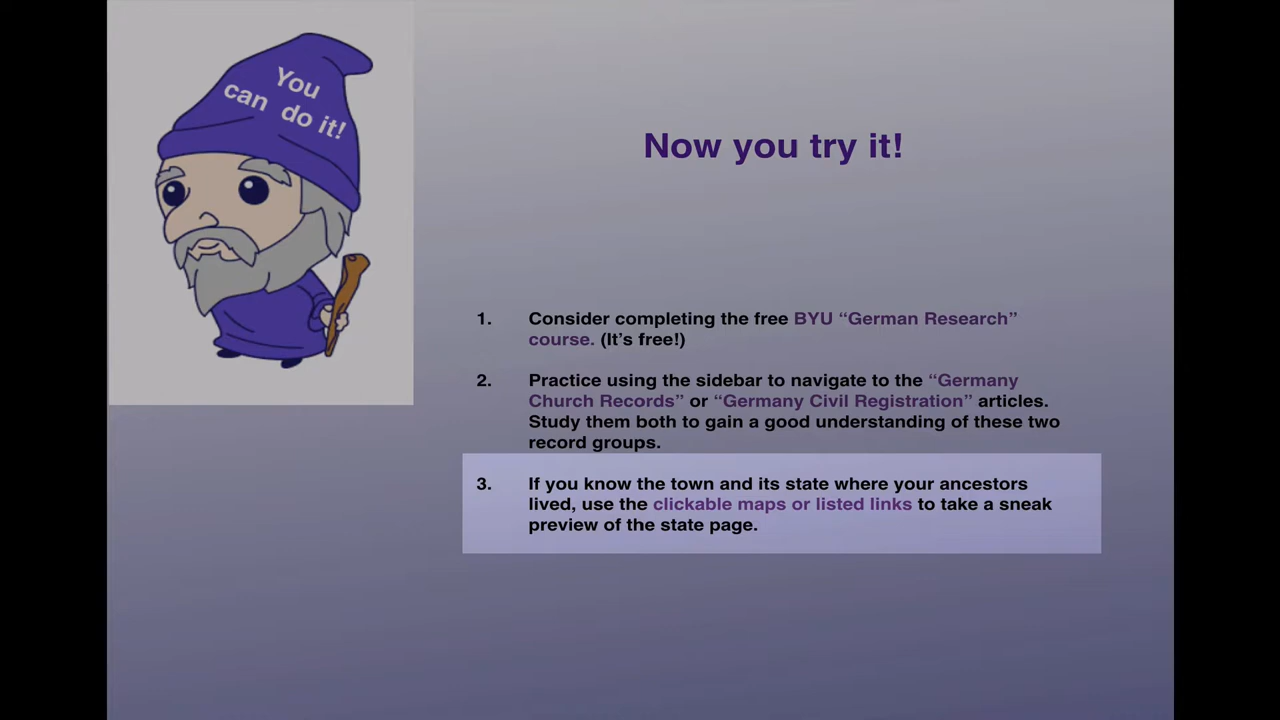 You
can do it!
Now you try it!
1. Consider completing the free BYU “German Research”
course. (It’s free!)
2. Practice using the sidebar to navigate to the “Germany
Church Records” or “Germany Civil Registration” articles.
Study them both to gain a good understanding of these two
record groups.
3. If you know the town and its state where your ancestors
lived, use the clickable maps or listed links to take a sneak
preview of the state page.